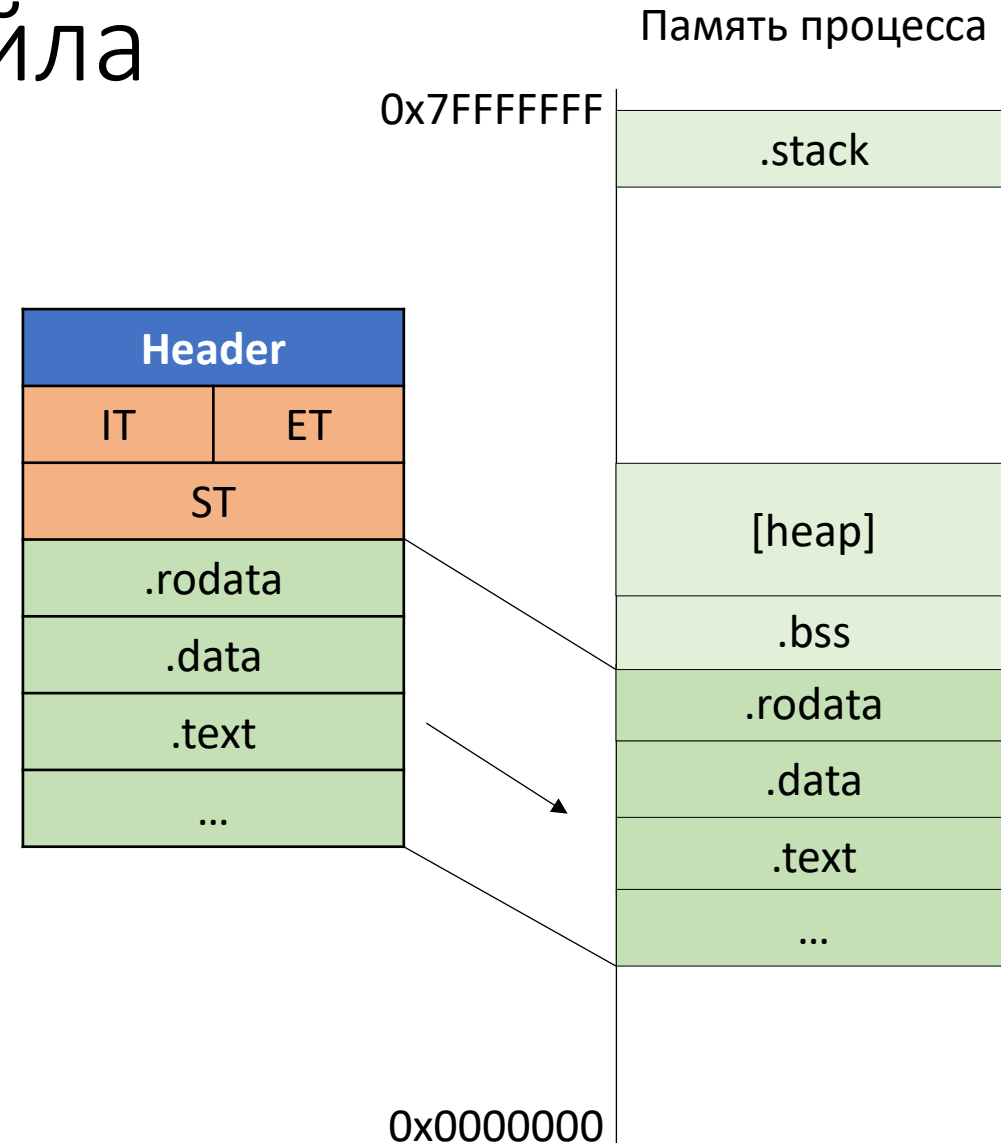 йла
Память процесса
0x7FFFFFFF
.stack
Header
IT ET
ST
.rodata
.data
.text
...
[heap]
.bss
.rodata
.data
.text
...
0x0000000